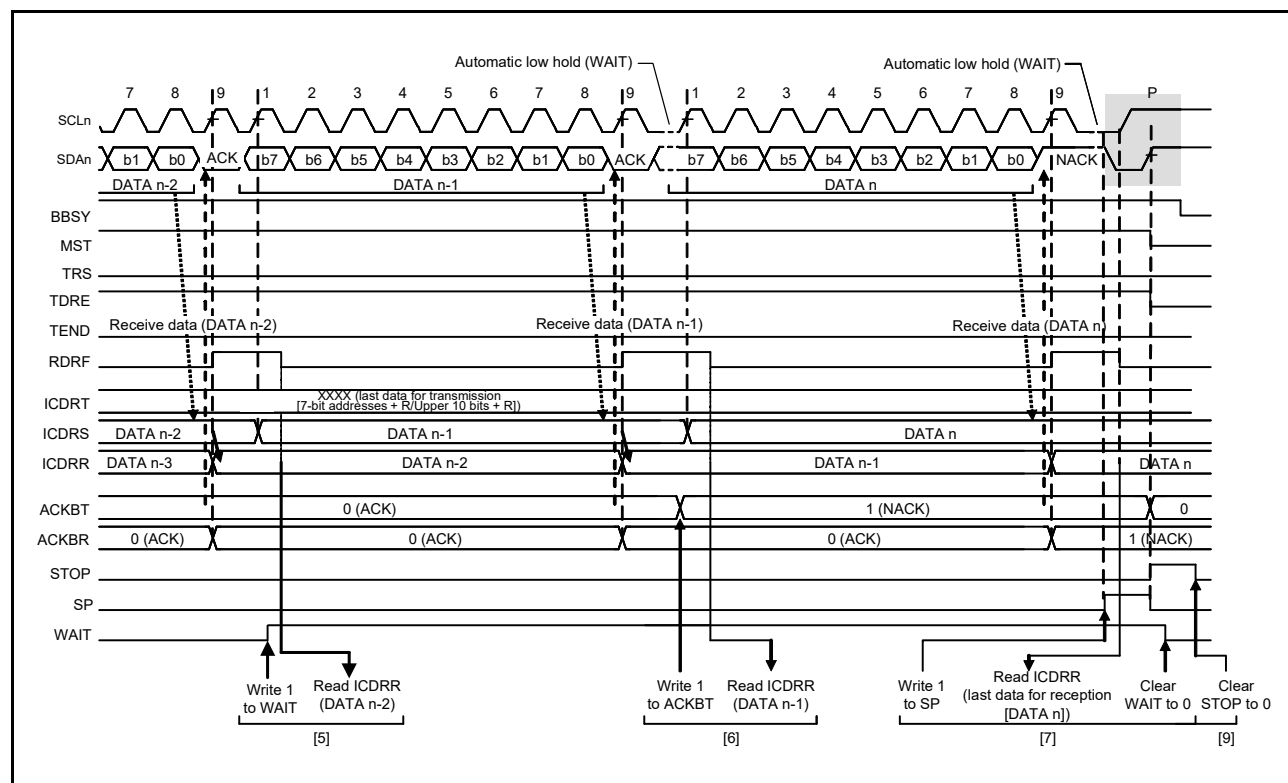 Automatic low hold (WAIT)
Automatic low hold (WAIT)
7 8 9 1 2 3 4 5 6 7 8 9 1 2 3 4 5 6 7 8 9 P
SCLn
SDAn b1 b0 ACK b7 b6 b5 b4 b3 b2 b1 b0 ACK b7 b6 b5 b4 b3 b2 b1 b0 NACK
DATA n-2 DATA n-1 DATA n
BBSY
MST
TRS
TDRE
TEND Receive data (DATA n-2) Receive data (DATA n-1) Receive data (DATA n)
RDRF
ICDRT XXXX (last data for transmission
[7-bit addresses + R/Upper 10 bits + R])
ICDRS DATA n-2 DATA n-1 DATA n
ICDRR DATA n-3 DATA n-2 DATA n-1 DATA n
ACKBT 0 (ACK) 1 (NACK) 0
ACKBR 0 (ACK) 0 (ACK) 0 (ACK) 1 (NACK)
STOP
SP
WAIT
Write 1
to WAIT
Read ICDRR
(DATA n-2)
[5]
Write 1
to ACKBT
Read ICDRR
(DATA n-1)
[6]
Write 1
to SP
Read ICDRR
(last data for reception
[DATA n])
Clear
WAIT to 0
[7]
Clear
STOP to 0
[9]